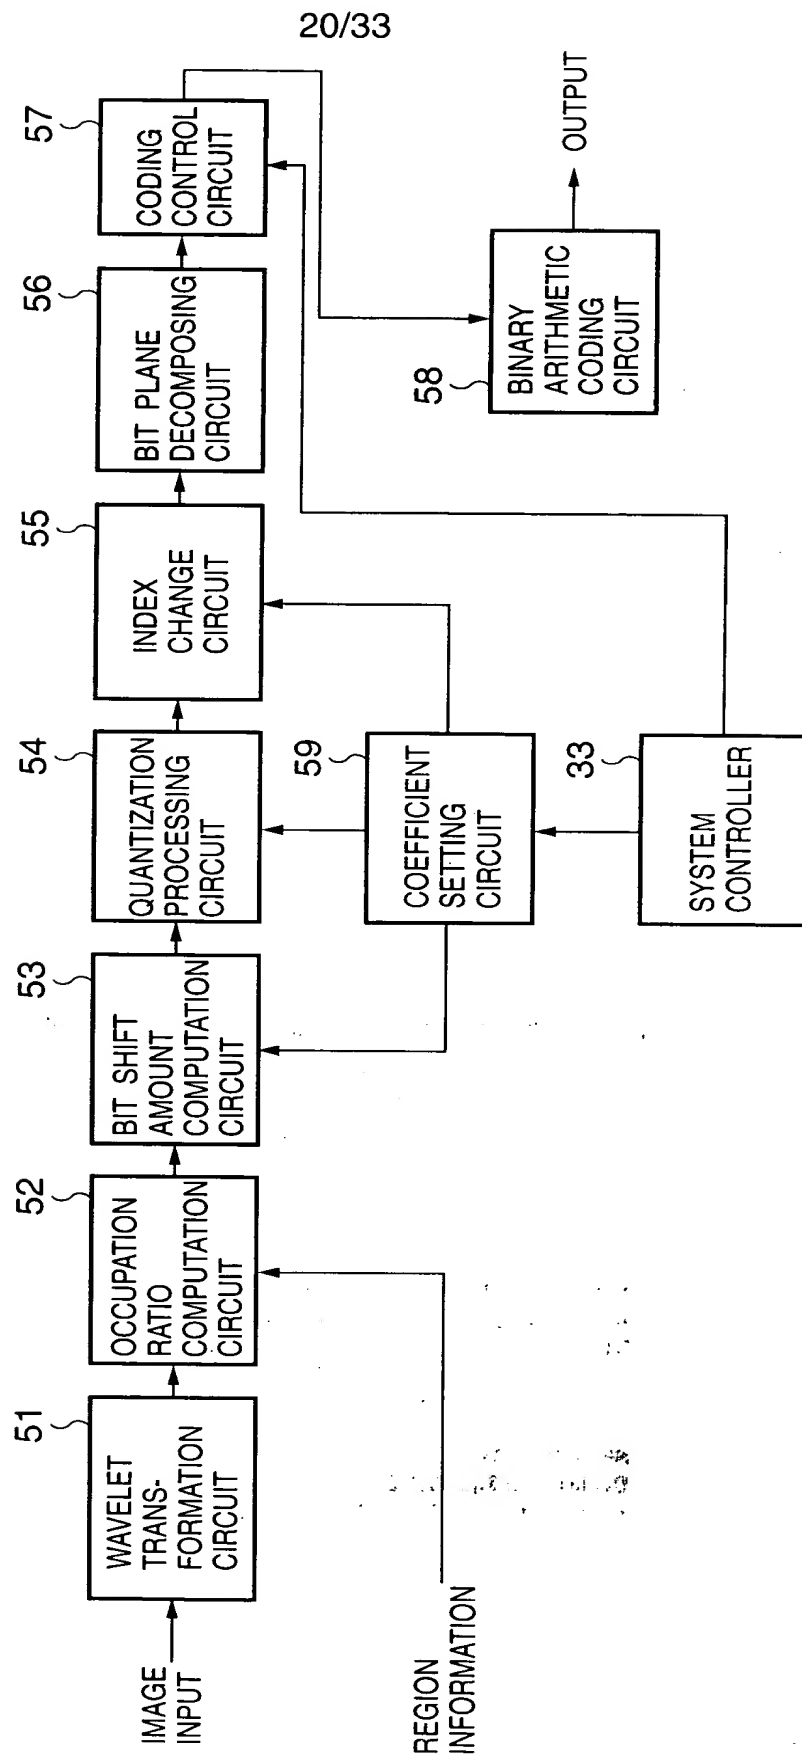 20/33
IMAGE
INPUT
51
WAVELET
TRANS-
FORMATION
CIRCUIT
52
OCCUPATION
RATIO
COMPUTATION
CIRCUIT
53
BIT SHIFT
AMOUNT
COMPUTATION
CIRCUIT
54
QUANTIZATION
PROCESSING
CIRCUIT
55
INDEX
CHANGE
CIRCUIT
56
BIT PLANE
DECOMPOSING
CIRCUIT
57
CODING
CONTROL
CIRCUIT
REGION
INFORMATION
59
COEFFICIENT
SETTING
CIRCUIT
58
BINARY
ARITHMETIC
CODING
CIRCUIT
OUTPUT
33
SYSTEM
CONTROLLER